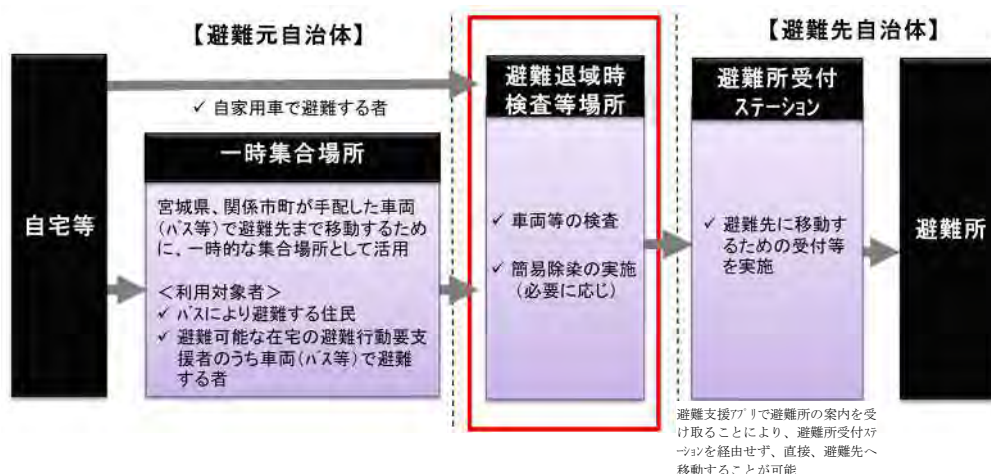 【避難元自治体】
【避難先自治体】
自宅等
✓ 自家用車で避難する者
一時集合場所
宮城県、関係市町が手配した車両
(バス等)で避難先まで移動するため
に、一時的な集合場所として活用
＜利用対象者＞
✓ バスにより避難する住民
✓ 避難可能な在宅の避難行動要支
援者のうち車両(バス等)で避難
する者
避難退域時
検査等場所
✓ 車両等の検査
✓ 簡易除染の実施
(必要に応じ)
避難所受付
ステーション
✓ 避難先に移動す
るための受付等
を実施
避難所
避難支援アプリで避難所の案内を受
け取ることにより、避難所受付ステ
ーションを経由せず、直接、避難先へ
移動することが可能